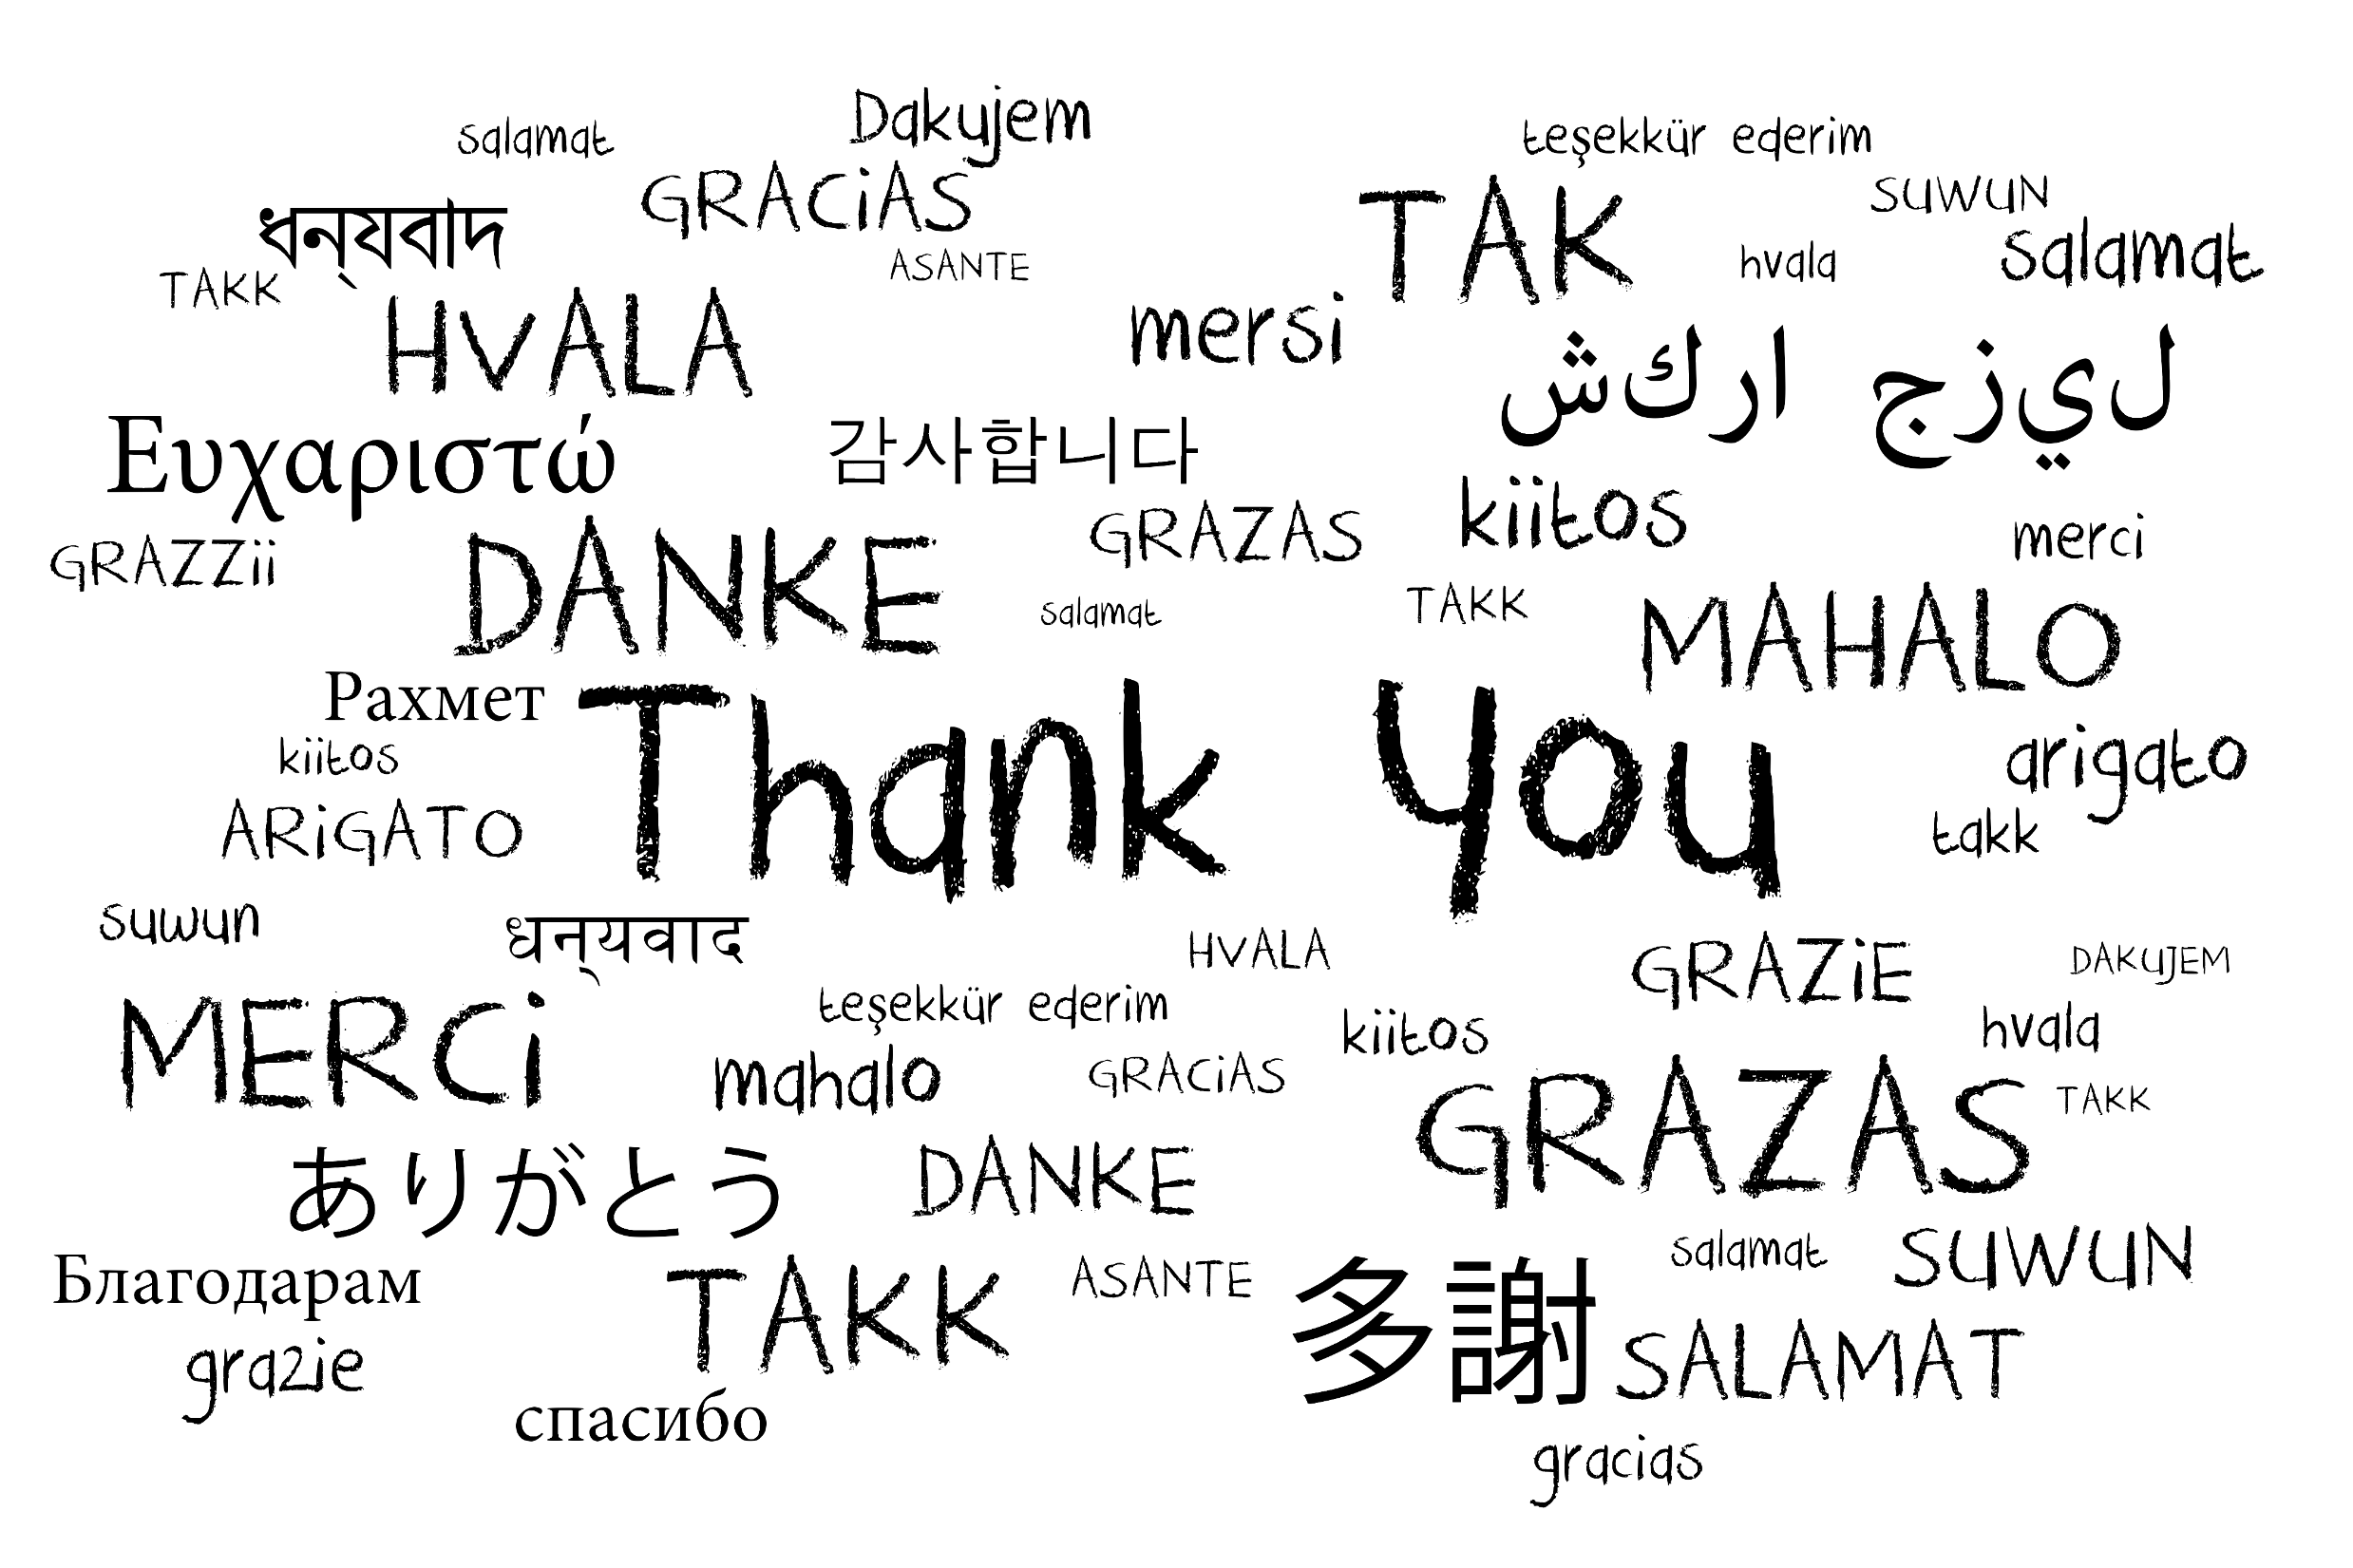 Dakujem
salamat
teşekkür ederim
GRACiAS
SUWUN
TAK
ধন্যবাদ
ASANTE
hvala
salamat
TAKK
HVALA
mersi
شكرا جزيل
Ευχαριστώ
감사합니다
kiitos
GRAZZii
DANKE
GRAZAS
merci
salamat
TAKK
MAHALO
Рахмет
Thank You
kiitos
arigato
ARiGATO
takk
suwun
धन्यवाद
HVALA
GRAZiE
DAKUJEM
MERCi
teşekkür ederim
kiitos
hvala
mahalo
GRACiAS
GRAZAS
TAKK
ありがとう
DANKE
Благодарам
TAKK
ASANTE
多謝
salamat
SUWUN
grazie
SALAMAT
спасибо
gracias